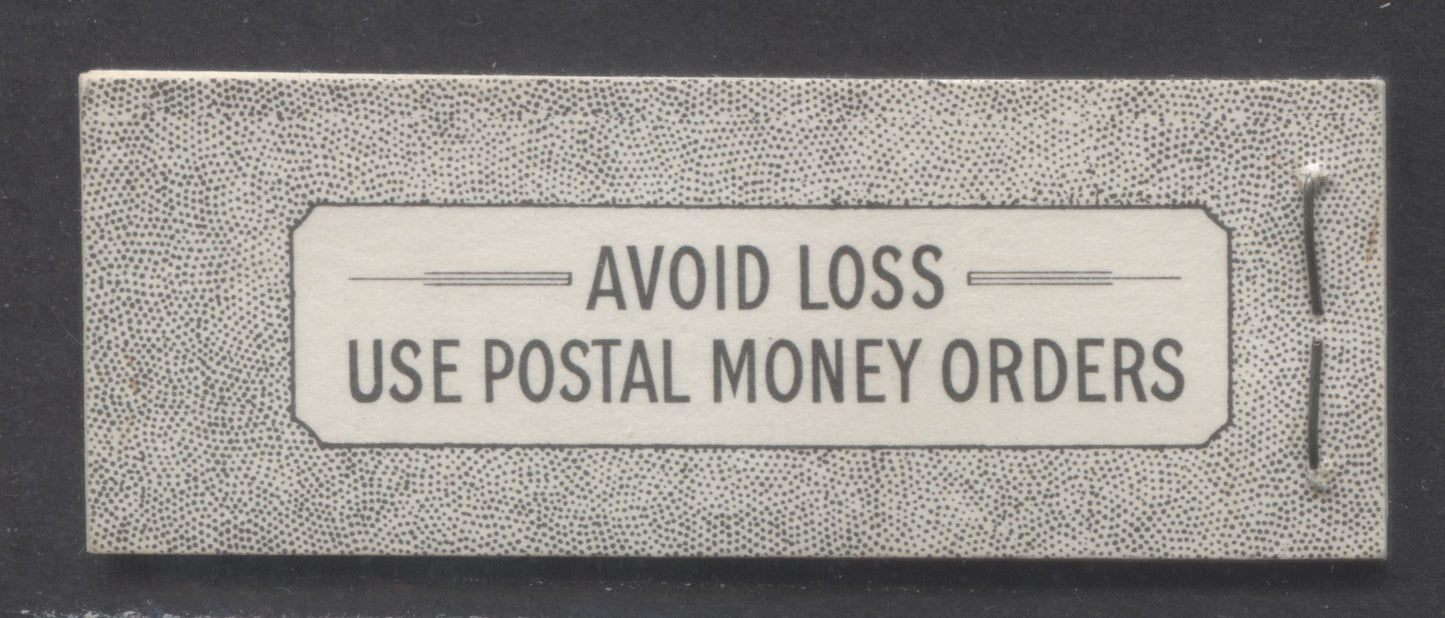 AVOID LOSS
USE POSTAL MONEY ORDERS